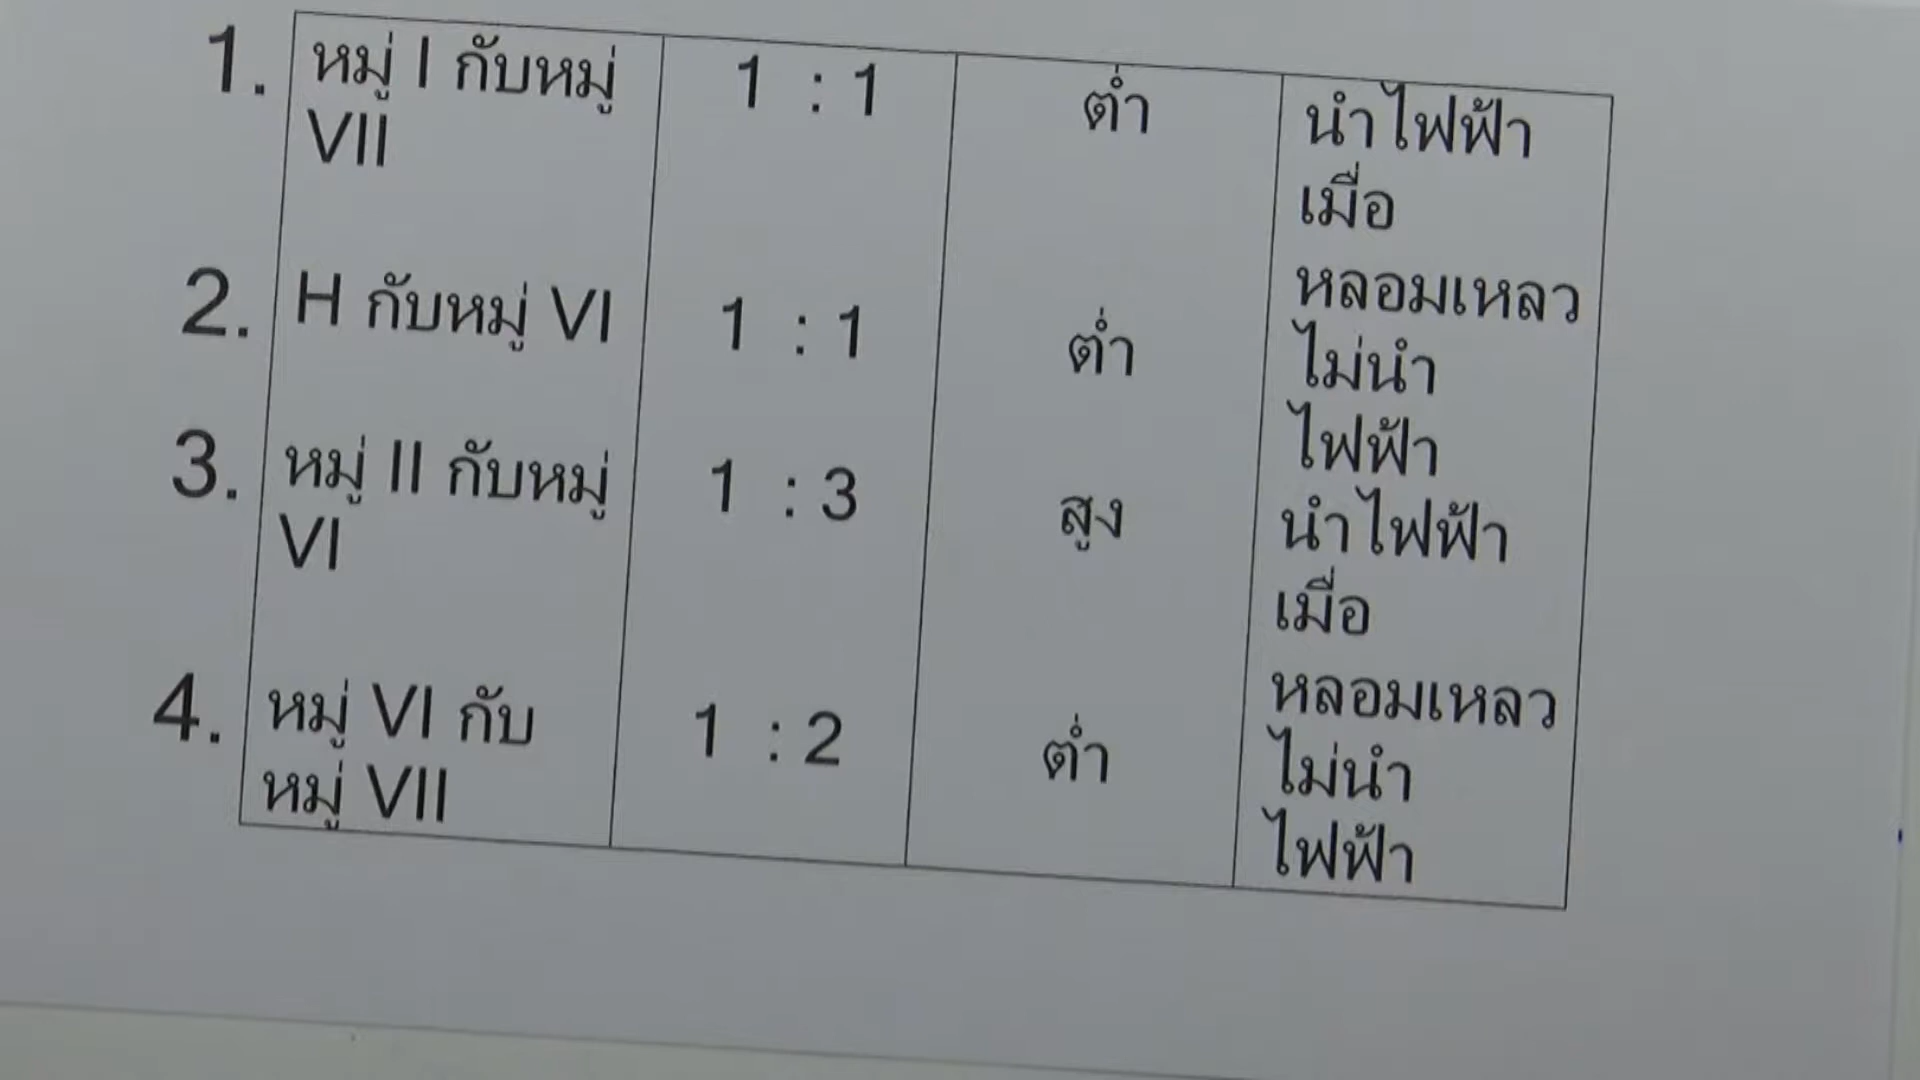 1. หมู่ I กับหมู่ 1 : 1 ต่ำ นำไฟฟ้า
VII เมื่อ
หลอมเหลว
2. H กับหมู่ VI 1 : 1 ต่ำ ไม่นำ
ไฟฟ้า
3. หมู่ II กับหมู่ 1 : 3 สูง นำไฟฟ้า
VI เมื่อ
หลอมเหลว
4. หมู่ VI กับ 1 : 2 ต่ำ ไม่นำ
หมู่ VII ไฟฟ้า